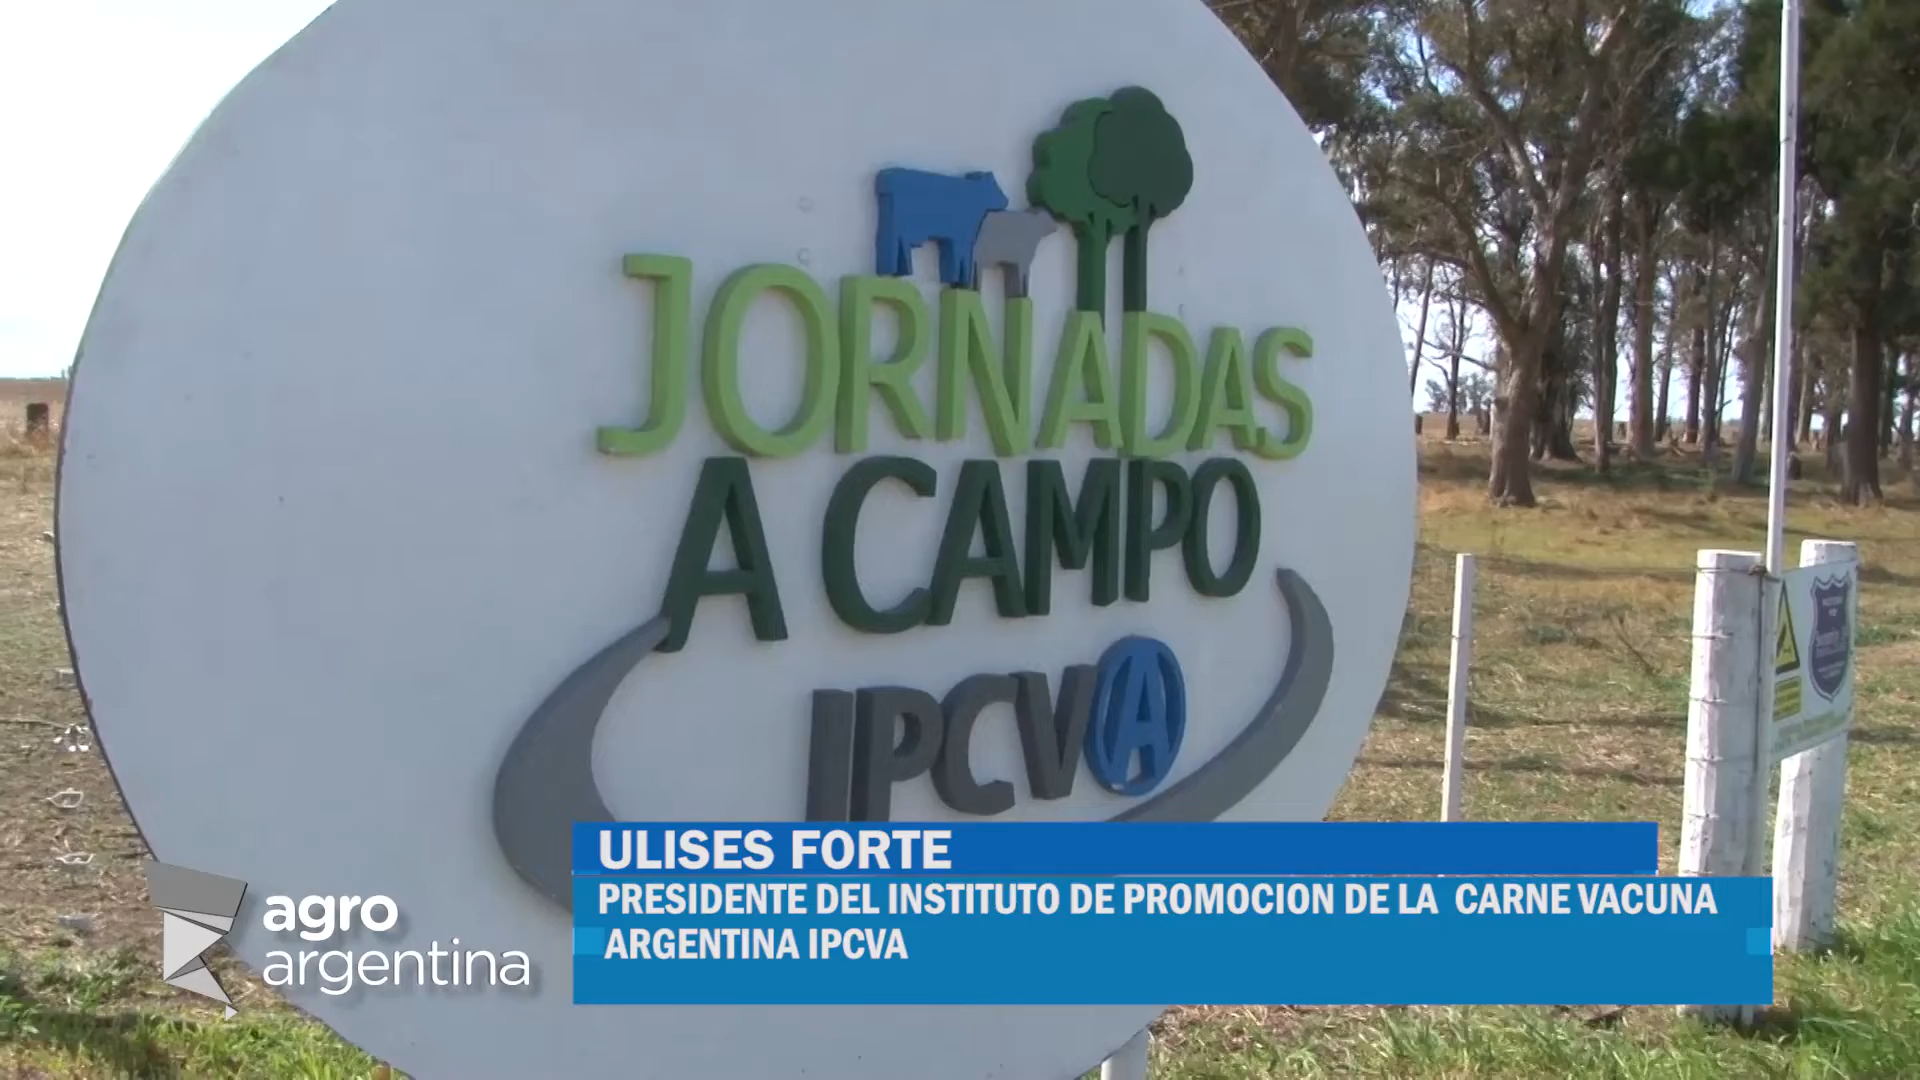 JORNADAS
A CAMPO
IPCVA
ULISES FORTE
PRESIDENTE DEL INSTITUTO DE PROMOCION DE LA CARNE VACUNA
ARGENTINA IPCVA
agro
argentina